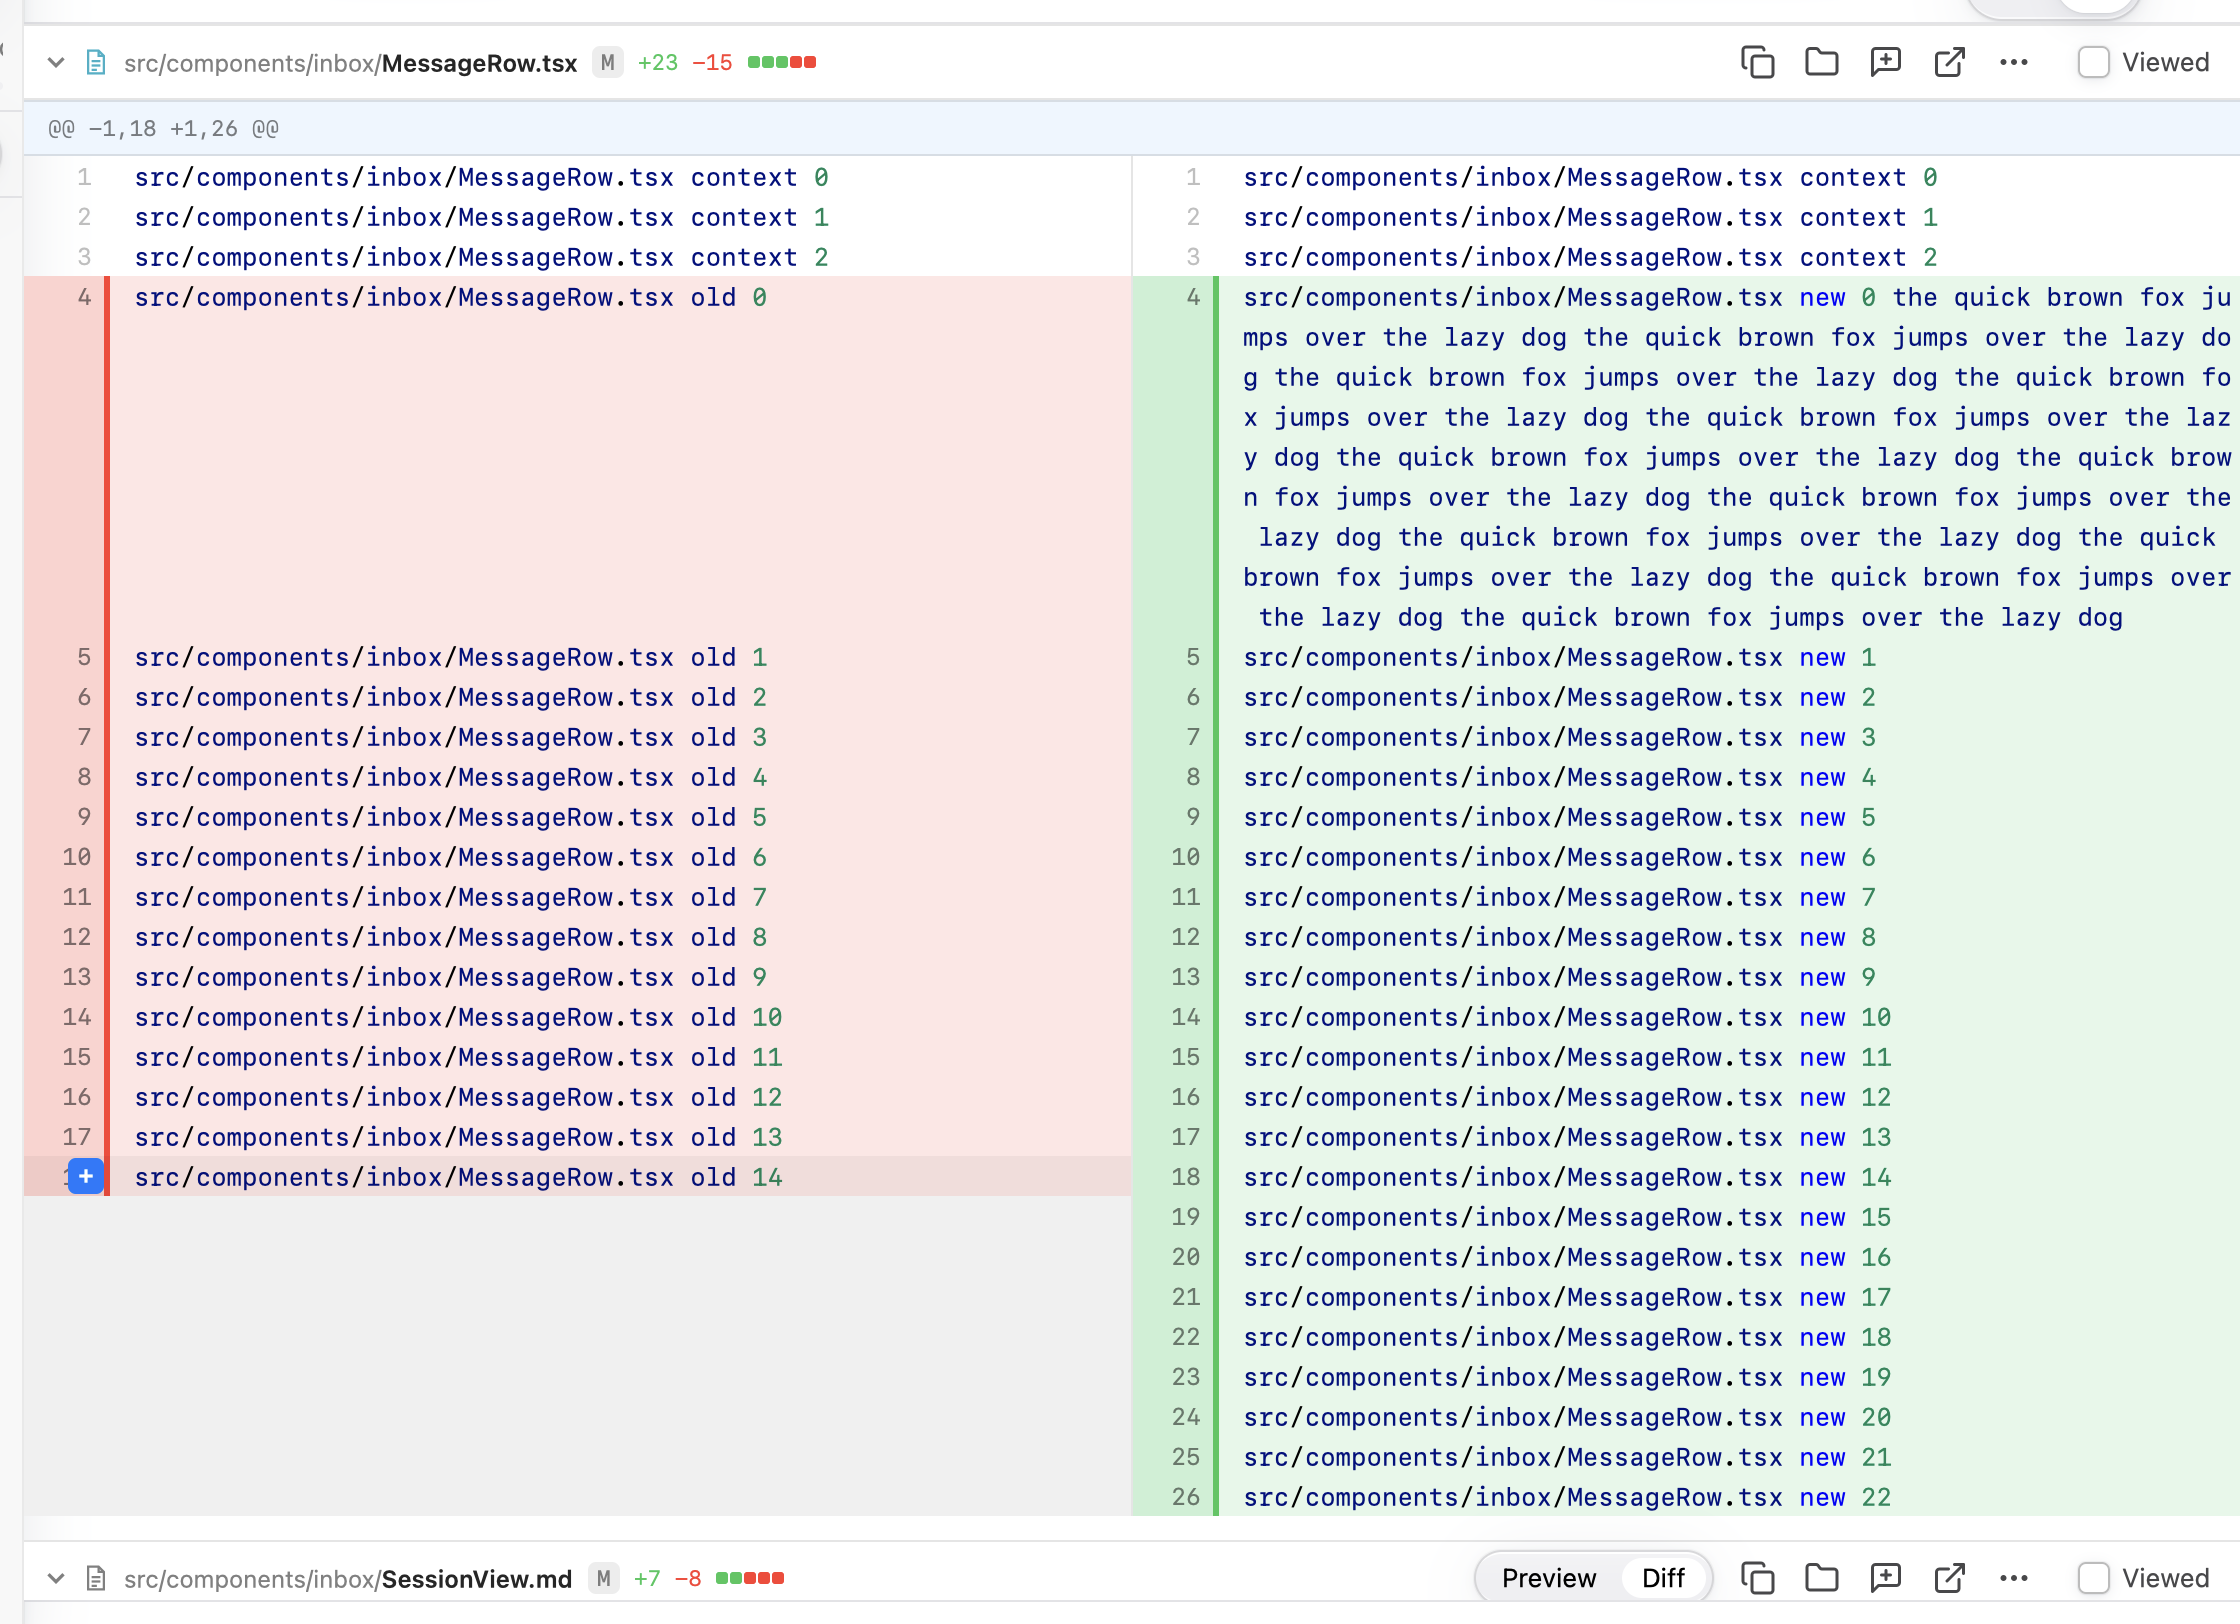 src/components/inbox/MessageRow.tsx M +23 −15 Viewed
@@ −1,18 +1,26 @@
1 src/components/inbox/MessageRow.tsx context 0
2 src/components/inbox/MessageRow.tsx context 1
3 src/components/inbox/MessageRow.tsx context 2
4 src/components/inbox/MessageRow.tsx old 0
5 src/components/inbox/MessageRow.tsx old 1
6 src/components/inbox/MessageRow.tsx old 2
7 src/components/inbox/MessageRow.tsx old 3
8 src/components/inbox/MessageRow.tsx old 4
9 src/components/inbox/MessageRow.tsx old 5
10 src/components/inbox/MessageRow.tsx old 6
11 src/components/inbox/MessageRow.tsx old 7
12 src/components/inbox/MessageRow.tsx old 8
13 src/components/inbox/MessageRow.tsx old 9
14 src/components/inbox/MessageRow.tsx old 10
15 src/components/inbox/MessageRow.tsx old 11
16 src/components/inbox/MessageRow.tsx old 12
17 src/components/inbox/MessageRow.tsx old 13
+ src/components/inbox/MessageRow.tsx old 14
1 src/components/inbox/MessageRow.tsx context 0
2 src/components/inbox/MessageRow.tsx context 1
3 src/components/inbox/MessageRow.tsx context 2
4 src/components/inbox/MessageRow.tsx new 0 the quick brown fox ju
mps over the lazy dog the quick brown fox jumps over the lazy do
g the quick brown fox jumps over the lazy dog the quick brown fo
x jumps over the lazy dog the quick brown fox jumps over the laz
y dog the quick brown fox jumps over the lazy dog the quick brow
n fox jumps over the lazy dog the quick brown fox jumps over the
 lazy dog the quick brown fox jumps over the lazy dog the quick
brown fox jumps over the lazy dog the quick brown fox jumps over
 the lazy dog the quick brown fox jumps over the lazy dog
5 src/components/inbox/MessageRow.tsx new 1
6 src/components/inbox/MessageRow.tsx new 2
7 src/components/inbox/MessageRow.tsx new 3
8 src/components/inbox/MessageRow.tsx new 4
9 src/components/inbox/MessageRow.tsx new 5
10 src/components/inbox/MessageRow.tsx new 6
11 src/components/inbox/MessageRow.tsx new 7
12 src/components/inbox/MessageRow.tsx new 8
13 src/components/inbox/MessageRow.tsx new 9
14 src/components/inbox/MessageRow.tsx new 10
15 src/components/inbox/MessageRow.tsx new 11
16 src/components/inbox/MessageRow.tsx new 12
17 src/components/inbox/MessageRow.tsx new 13
18 src/components/inbox/MessageRow.tsx new 14
19 src/components/inbox/MessageRow.tsx new 15
20 src/components/inbox/MessageRow.tsx new 16
21 src/components/inbox/MessageRow.tsx new 17
22 src/components/inbox/MessageRow.tsx new 18
23 src/components/inbox/MessageRow.tsx new 19
24 src/components/inbox/MessageRow.tsx new 20
25 src/components/inbox/MessageRow.tsx new 21
26 src/components/inbox/MessageRow.tsx new 22
src/components/inbox/SessionView.md M +7 −8 Preview Diff Viewed